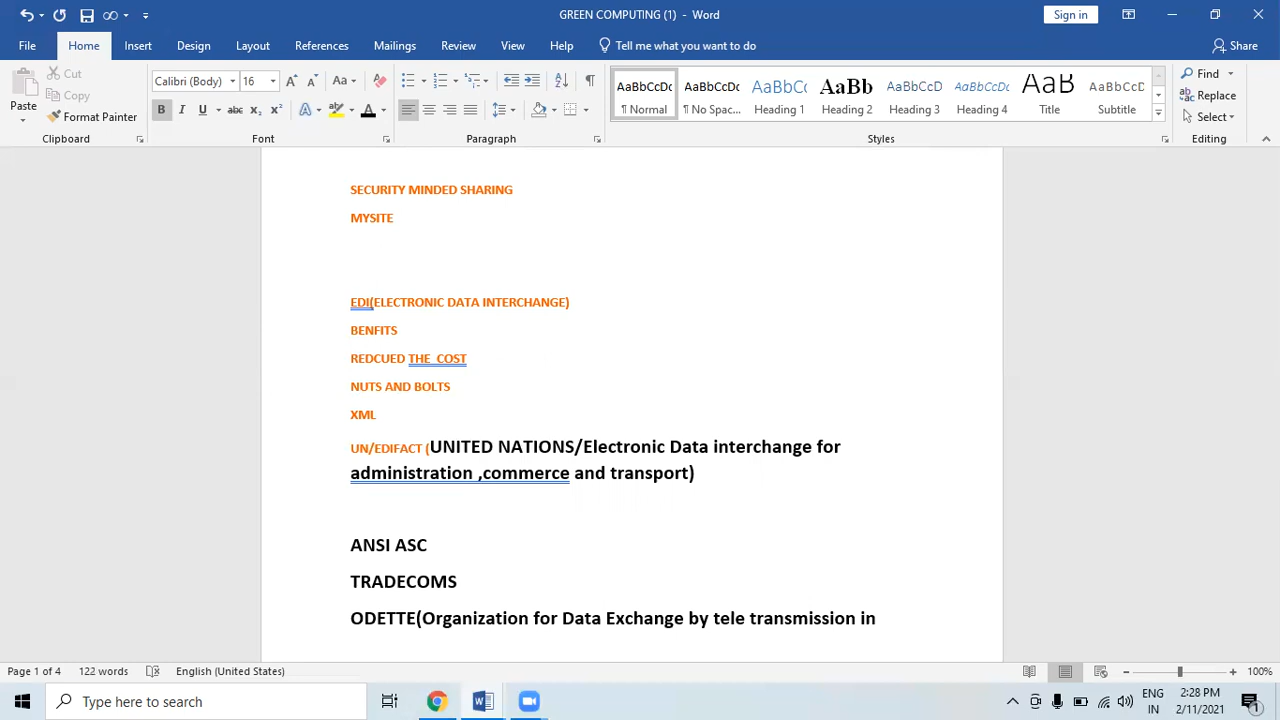 GREEN COMPUTING (1) - Word
Sign in
File Home Insert Design Layout References Mailings Review View Help Tell me what you want to do Share
Paste
Cut
Copy
Format Painter
Clipboard
Calibri (Body) 16
Font
Paragraph
AaBbCcDc AaBbCcDc AaBbC AaBb AaBbCcD AaBbCcDc AaB AaBbCcD
¶ Normal ¶ No Spac... Heading 1 Heading 2 Heading 3 Heading 4 Title Subtitle
Styles
Find
Replace
Select
Editing
SECURITY MINDED SHARING
MYSITE
EDI(ELECTRONIC DATA INTERCHANGE)
BENFITS
REDCUED THE  COST
NUTS AND BOLTS
XML
UN/EDIFACT (UNITED NATIONS/Electronic Data interchange for
administration ,commerce and transport)
ANSI ASC
TRADECOMS
ODETTE(Organization for Data Exchange by tele transmission in
Page 1 of 4 122 words English (United States) 100%
Type here to search
ENG
IN
2:28 PM
2/11/2021
1